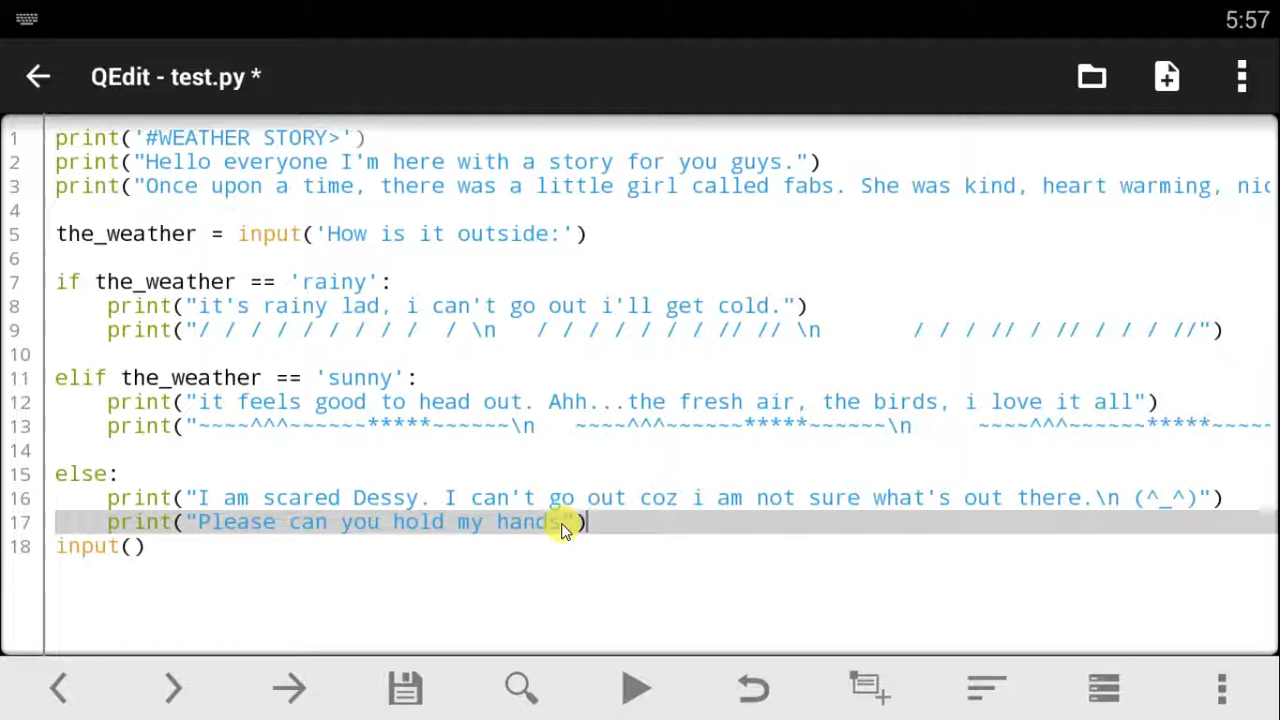 5:57
QEdit - test.py *
1 print('#WEATHER STORY>')
2 print("Hello everyone I'm here with a story for you guys.")
3 print("Once upon a time, there was a little girl called fabs. She was kind, heart warming,
4
5 the_weather = input('How is it outside:')
6
7 if the_weather == 'rainy':
8 print("it's rainy lad, i can't go out i'll get cold.")
9 print("/ / / / / / / / /  / \n   / / / / / / / // // \n       / / / // / // / / / //")
10
11 elif the_weather == 'sunny':
12 print("it feels good to head out. Ahh...the fresh air, the birds, i love it all")
13 print("~~~~^^^~~~~~~*****~~~~~~\n   ~~~~^^^~~~~~~*****~~~~~~\n     ~~~~^^^~~~~~~*****~~~~~
14
15 else:
16 print("I am scared Dessy. I can't go out coz i am not sure what's out there.\n (^_^)")
17 print("Please can you hold my hands")
18 input()